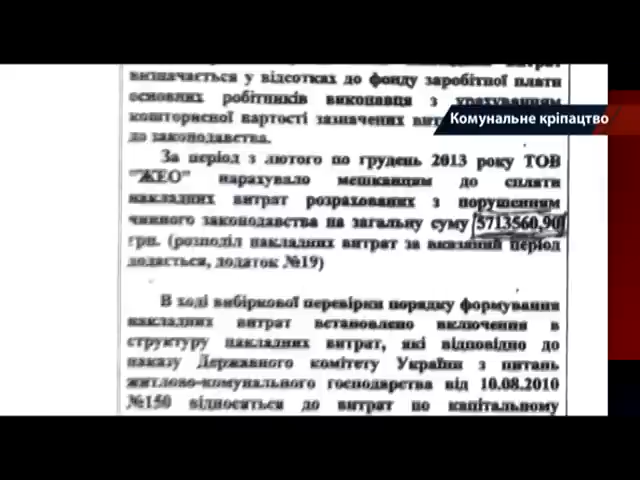 витрат
визначається у відсотках до фонду заробітної плати
основних робітників виконавця з урахуванням
кошторисної вартості зазначених
до законодавства.
Комунальне кріпацтво
За період з лютого по грудень 2013 року ТОВ
"ЖЕО" нарахувало мешканцям до сплати
накладних витрат розрахованих з порушенням
чинного законодавства на загальну суму 5713560,90
грн. (розподіл накладних витрат за вказаний період
додається, додаток №19)
В ході вибіркової перевірки порядку формування
накладних витрат встановлено включення в
структуру накладних витрат, які відповідно до
наказу Державного комітету України з питань
житлово-комунального господарства від 10.08.2010
№150 відносяться до витрат по капітальному